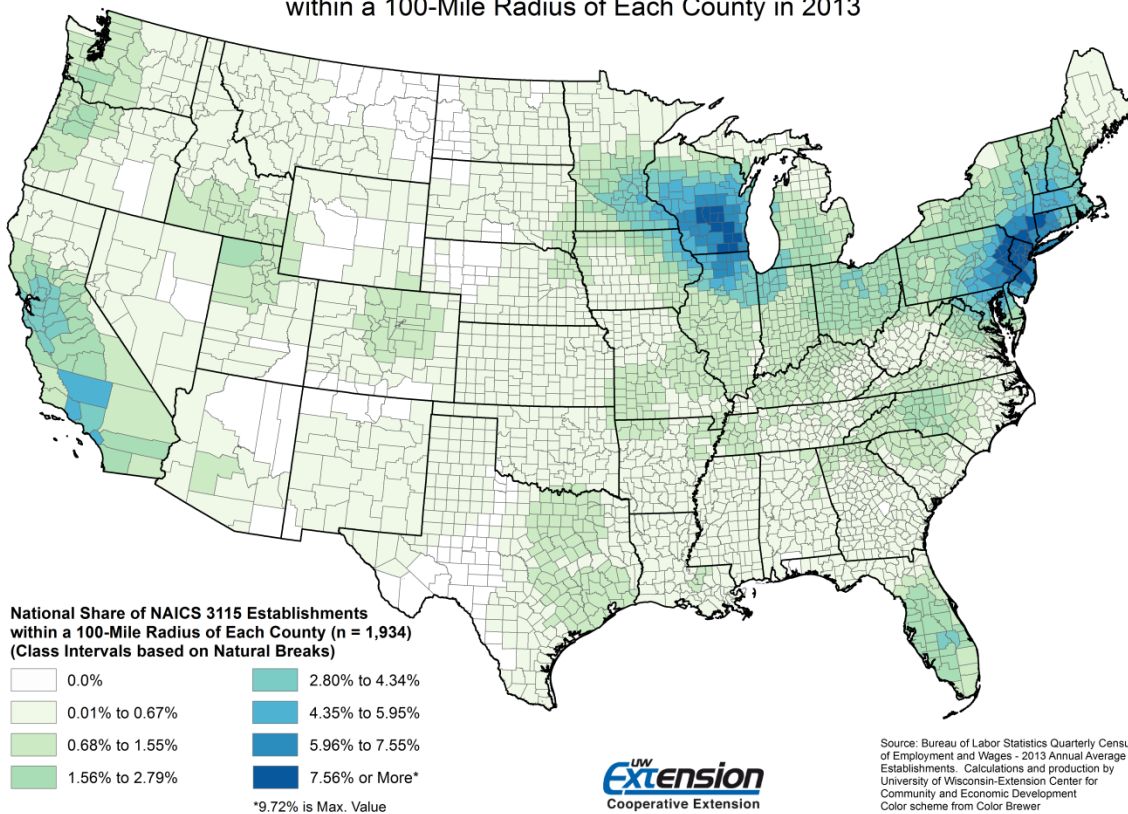 within a 100-Mile Radius of Each County in 2013
National Share of NAICS 3115 Establishments
within a 100-Mile Radius of Each County (n = 1,934)
(Class Intervals based on Natural Breaks)
0.0%
0.01% to 0.67%
0.68% to 1.55%
1.56% to 2.79%
2.80% to 4.34%
4.35% to 5.95%
5.96% to 7.55%
7.56% or More*
*9.72% is Max. Value
UW
Extension
Cooperative Extension
Source: Bureau of Labor Statistics Quarterly Census
of Employment and Wages - 2013 Annual Average
Establishments. Calculations and production by
University of Wisconsin-Extension Center for
Community and Economic Development
Color scheme from Color Brewer